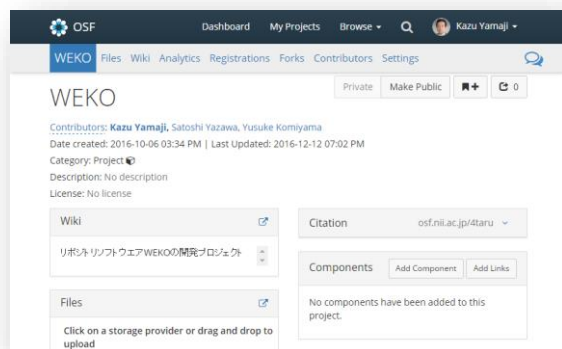 OSF Dashboard My Projects Browse Kazu Yamaji
WEKO Files Wiki Analytics Registrations Forks Contributors Settings
WEKO
Private Make Public 0
Contributors: Kazu Yamaji, Satoshi Yazawa, Yusuke Komiyama
Date created: 2016-10-06 03:34 PM | Last Updated: 2016-12-12 07:02 PM
Category: Project
Description: No description
License: No license
Wiki
リポジトリソフトウエアWEKOの開発プロジェクト
Files
Click on a storage provider or drag and drop to
upload
Citation osf.nii.ac.jp/4taru
Components Add Component Add Links
No components have been added to this
project.